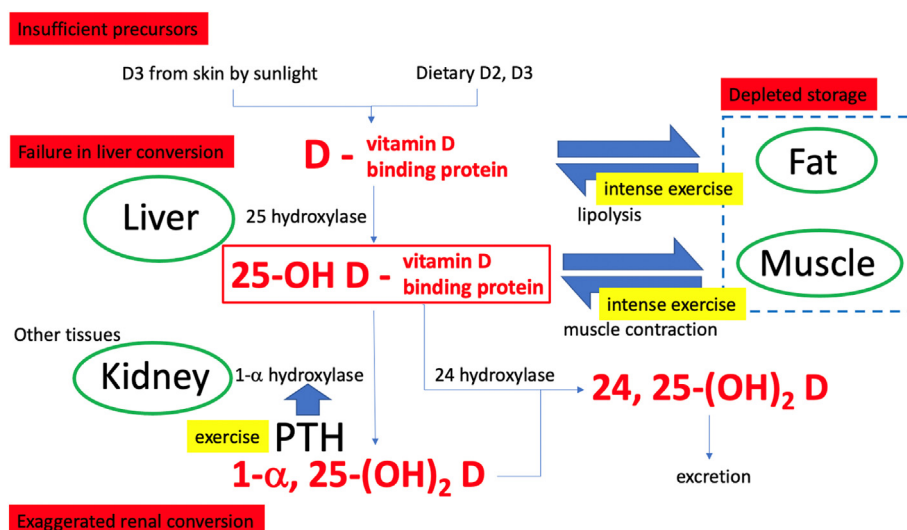 Insufficient precursors
D3 from skin by sunlight
Dietary D2, D3
Depleted storage
Failure in liver conversion
D - vitamin D
binding protein
Fat
intense exercise
lipolysis
Liver
25 hydroxylase
25-OH D - vitamin D
binding protein
Muscle
intense exercise
muscle contraction
Other tissues
Kidney
1-α hydroxylase
24 hydroxylase
24, 25-(OH)₂ D
exercise
PTH
1-α, 25-(OH)₂ D
excretion
Exaggerated renal conversion